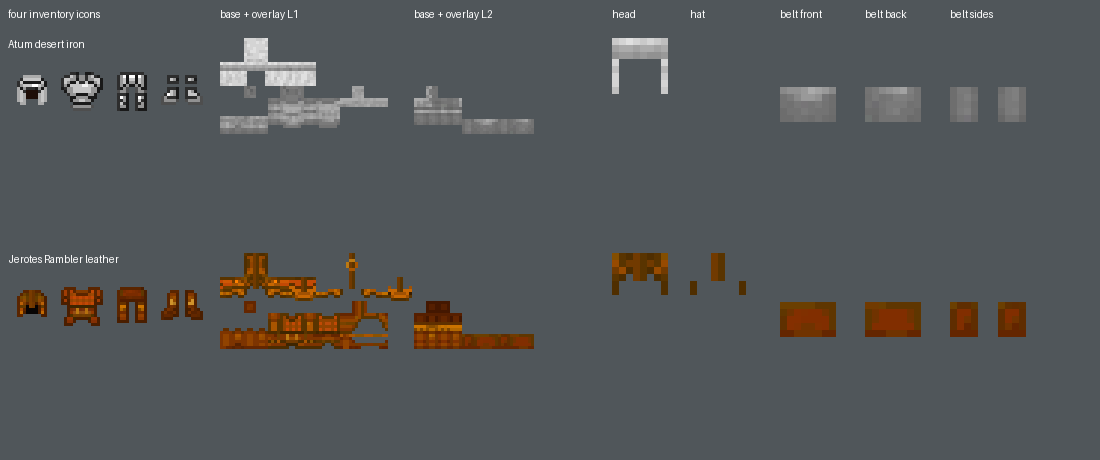 four inventory icons
base + overlay L1
base + overlay L2
head
hat
belt front
belt back
belt sides
Atum desert iron
Jerotes Rambler leather